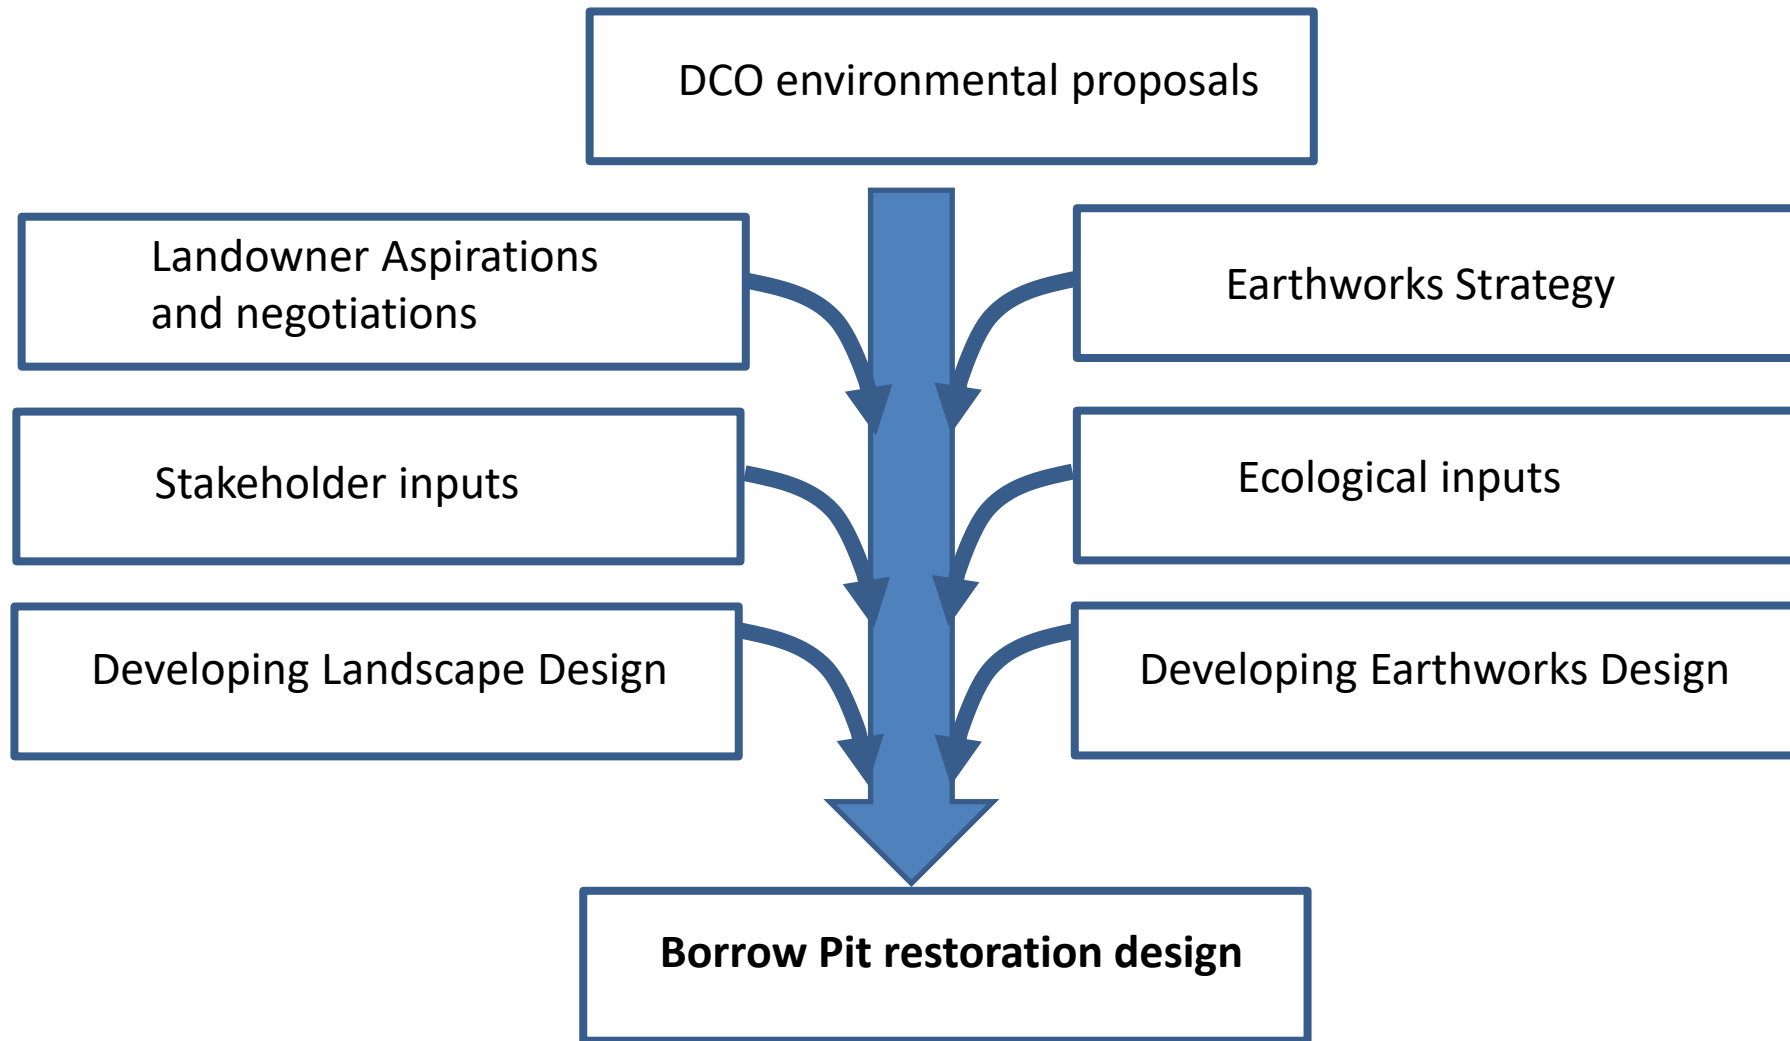 DCO environmental proposals
Landowner Aspirations
and negotiations
Earthworks Strategy
Stakeholder inputs
Ecological inputs
Developing Landscape Design
Developing Earthworks Design
Borrow Pit restoration design